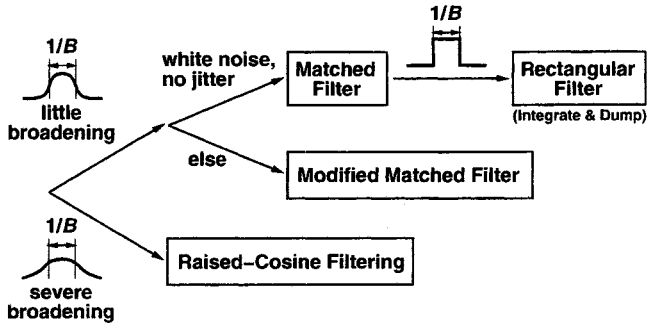 1/B
little
broadening
white noise,
no jitter
Matched
Filter
1/B
Rectangular
Filter
(Integrate & Dump)
else
Modified Matched Filter
1/B
severe
broadening
Raised–Cosine Filtering